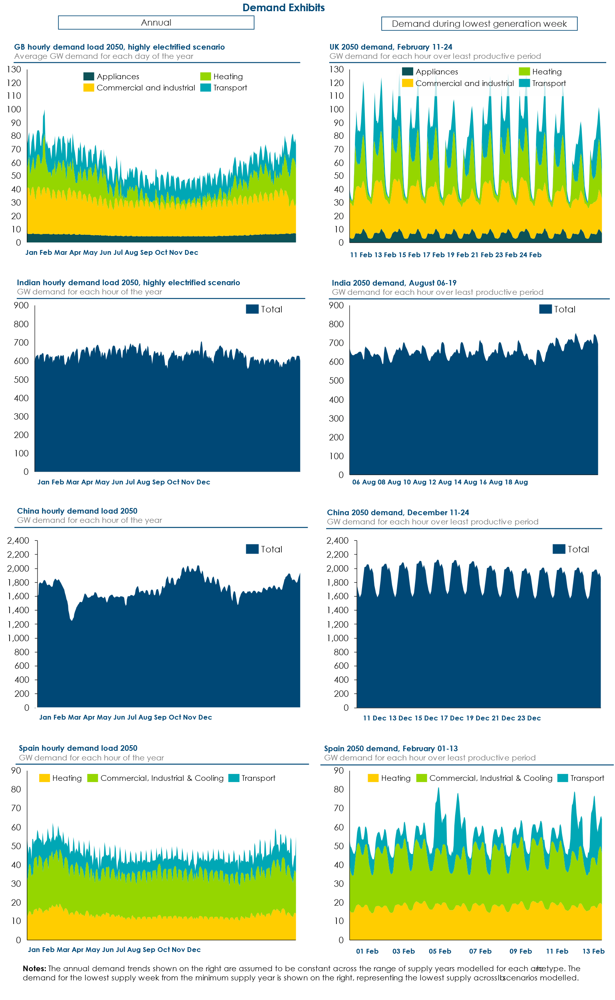 Demand Exhibits
Annual
Demand during lowest generation week
GB hourly demand load 2050, highly electrified scenario
Average GW demand for each day of the year
130
120
110
100
90
80
70
60
50
40
30
20
10
0
Appliances
Heating
Commercial and industrial
Transport
Jan Feb Mar Apr May Jun Jul Aug Sep Oct Nov Dec
UK 2050 demand, February 11-24
GW demand for each hour over least productive period
130
120
110
100
90
80
70
60
50
40
30
20
10
0
Appliances
Heating
Commercial and industrial
Transport
11 Feb 13 Feb 15 Feb 17 Feb 19 Feb 21 Feb 23 Feb 24 Feb
Indian hourly demand load 2050, highly electrified scenario
GW demand for each hour of the year
900
800
700
600
500
400
300
200
100
0
Total
Jan Feb Mar Apr May Jun Jul Aug Sep Oct Nov Dec
India 2050 demand, August 06-19
GW demand for each hour over least productive period
900
800
700
600
500
400
300
200
100
0
Total
06 Aug 08 Aug 10 Aug 12 Aug 14 Aug 16 Aug 18 Aug
China hourly demand load 2050
GW demand for each hour of the year
2,400
2,200
2,000
1,800
1,600
1,400
1,200
1,000
800
600
400
200
0
Total
Jan Feb Mar Apr May Jun Jul Aug Sep Oct Nov Dec
China 2050 demand, December 11-24
GW demand for each hour over least productive period
2,400
2,200
2,000
1,800
1,600
1,400
1,200
1,000
800
600
400
200
0
Total
11 Dec 13 Dec 15 Dec 17 Dec 19 Dec 21 Dec 23 Dec
Spain hourly demand load 2050
GW demand for each hour of the year
90
80
70
60
50
40
30
20
10
0
Heating
Commercial, Industrial & Cooling
Transport
Jan Feb Mar Apr May Jun Jul Aug Sep Oct Nov Dec
Spain 2050 demand, February 01-13
GW demand for each hour over least productive period
90
80
70
60
50
40
30
20
10
0
Heating
Commercial, Industrial & Cooling
Transport
01 Feb 03 Feb 05 Feb 07 Feb 09 Feb 11 Feb 13 Feb
Notes: The annual demand trends shown on the right are assumed to be constant across the range of supply years modelled for each The
demand for the lowest supply week from the minimum supply year is shown on the right, representing the lowest supply across scenarios modelled.